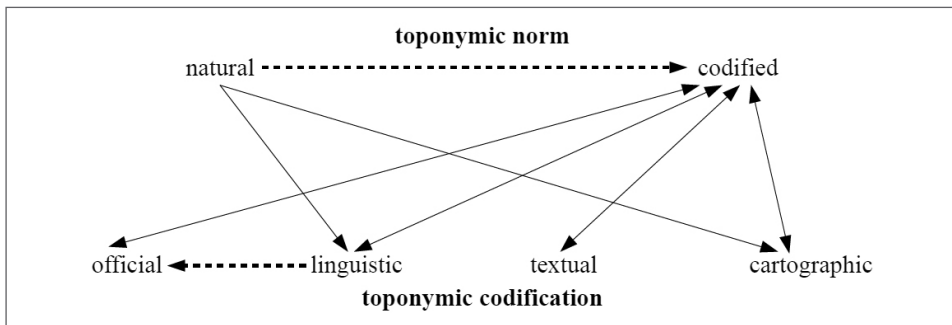 toponymic norm
natural codified
official linguistic textual cartographic
toponymic codification